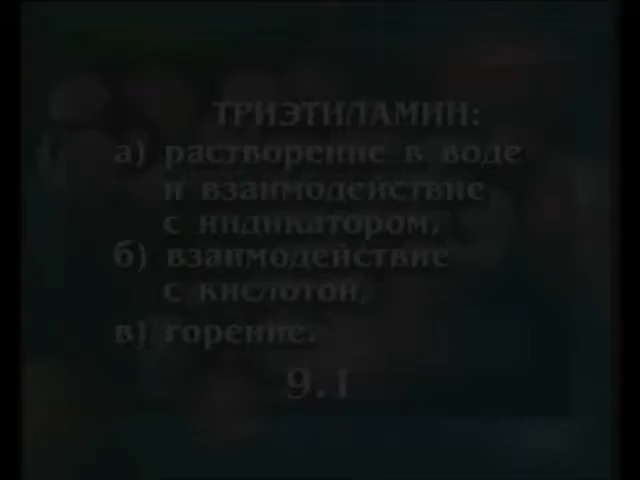 ТРИЭТИЛАМИН:
а) растворение в воде
и взаимодействие
с индикатором,
б) взаимодействие
с кислотой,
в) горение.
9.1